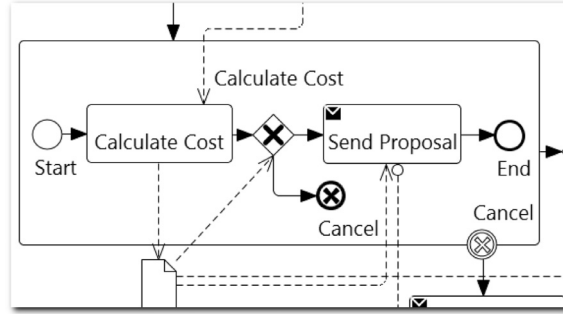 Calculate Cost
Calculate Cost
Send Proposal
Start
End
Cancel
Cancel